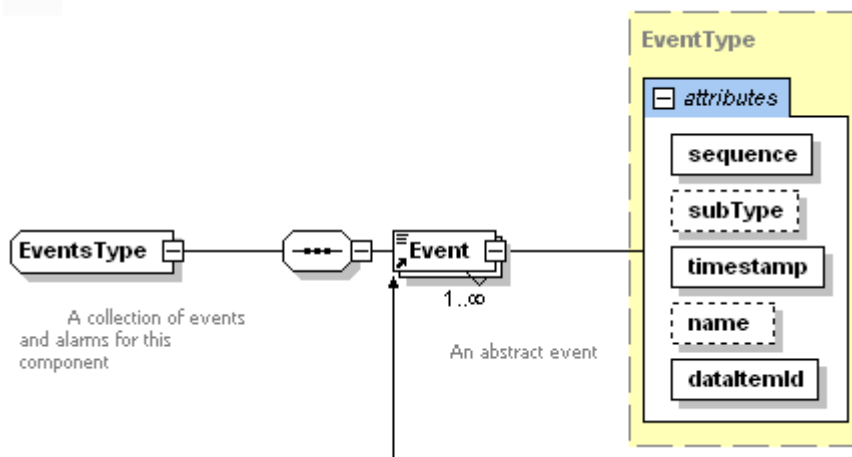 EventType
attributes
sequence
subType
EventsType
Event
timestamp
1..∞
A collection of events
and alarms for this
component
An abstract event
name
dataItemId